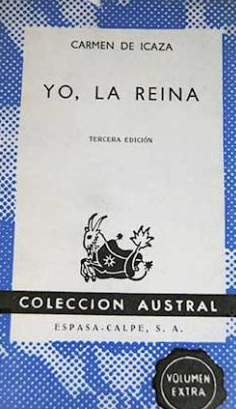 CARMEN DE ICAZA
YO, LA REINA
TERCERA EDICIÓN
COLECCION AUSTRAL
ESPASA-CALPE, S. A.
VOLUMEN
EXTRA